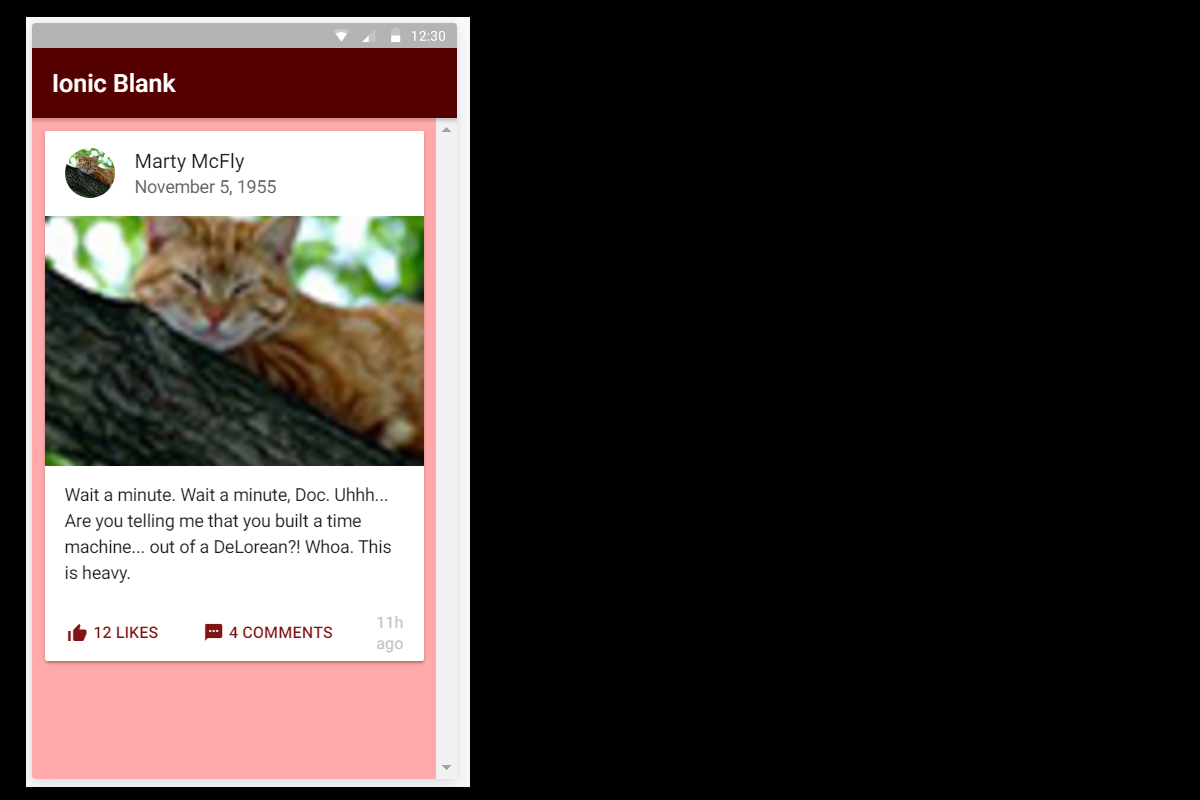 12:30
Ionic Blank
Marty McFly
November 5, 1955
Wait a minute. Wait a minute, Doc. Uhhh...
Are you telling me that you built a time
machine... out of a DeLorean?! Whoa. This
is heavy.
12 LIKES
4 COMMENTS
11h
ago